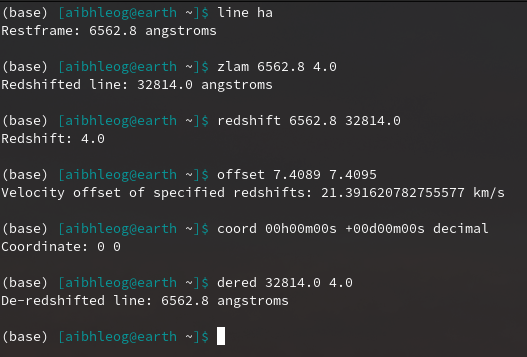 (base) [aibhleog@earth ~]$ line ha
Restframe: 6562.8 angstroms
(base) [aibhleog@earth ~]$ zlam 6562.8 4.0
Redshifted line: 32814.0 angstroms
(base) [aibhleog@earth ~]$ redshift 6562.8 32814.0
Redshift: 4.0
(base) [aibhleog@earth ~]$ offset 7.4089 7.4095
Velocity offset of specified redshifts: 21.391620782755577 km/s
(base) [aibhleog@earth ~]$ coord 00h00m00s +00d00m00s decimal
Coordinate: 0 0
(base) [aibhleog@earth ~]$ dered 32814.0 4.0
De-redshifted line: 6562.8 angstroms
(base) [aibhleog@earth ~]$